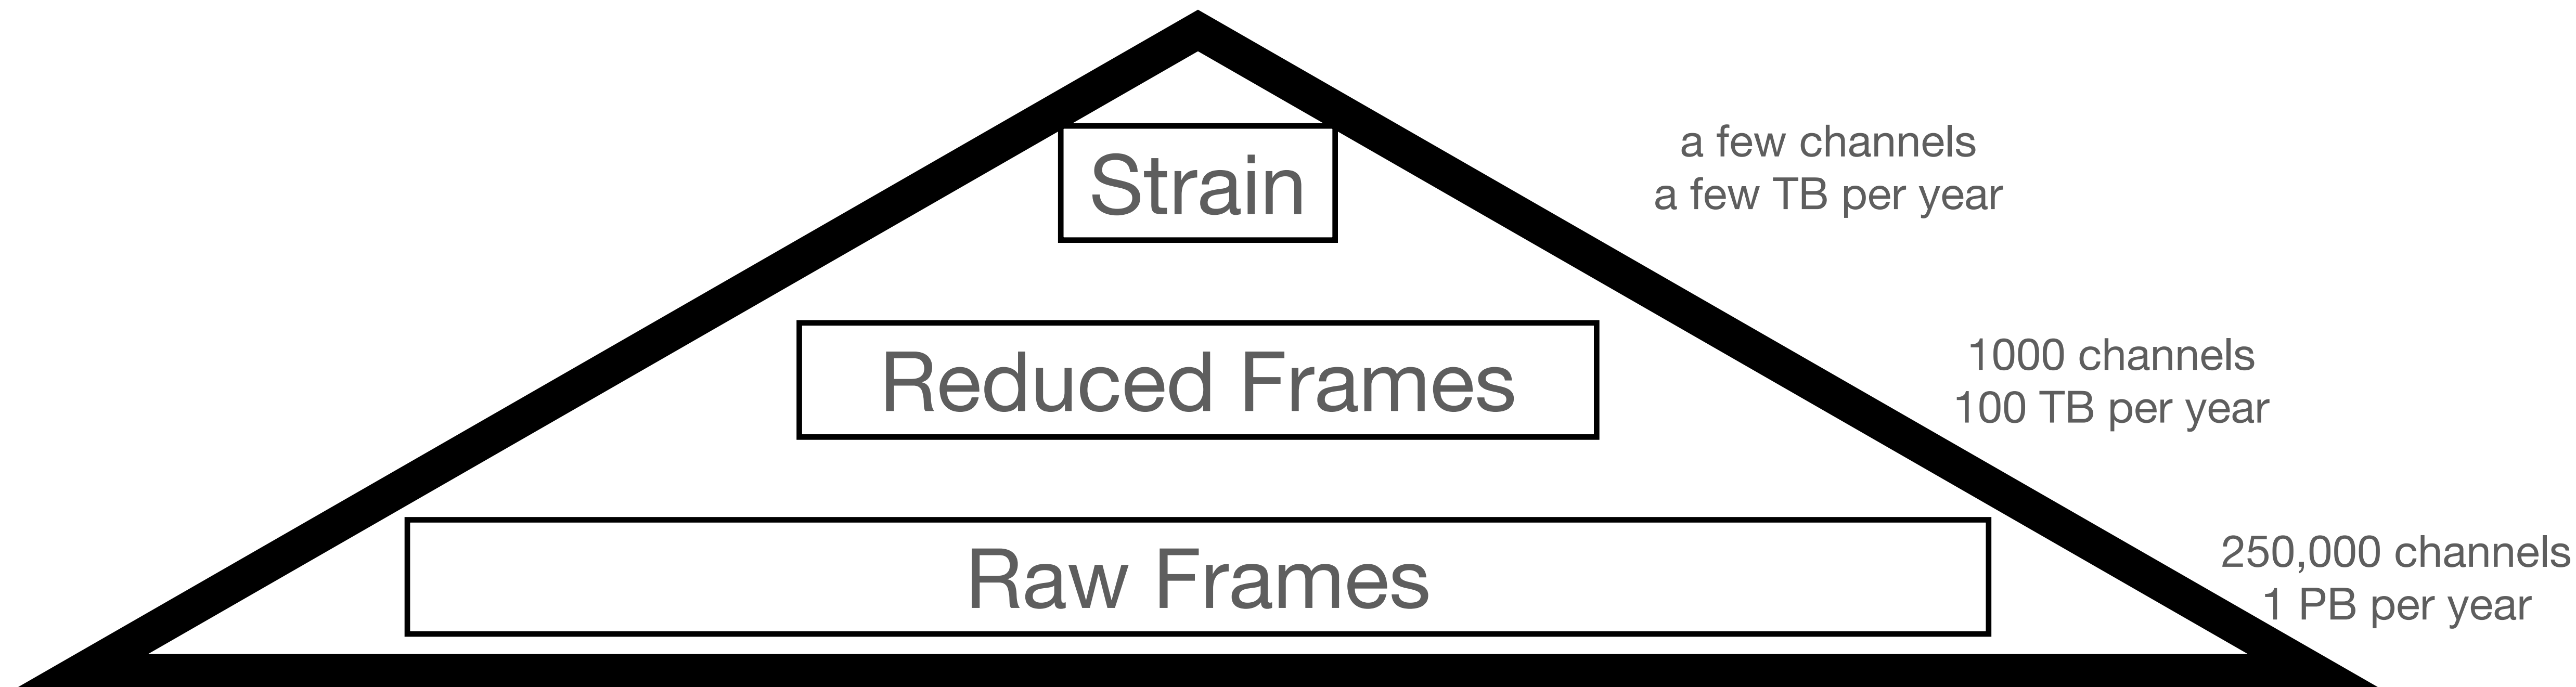 Strain
a few channels
a few TB per year
Reduced Frames
1000 channels
100 TB per year
Raw Frames
250,000 channels
1 PB per year